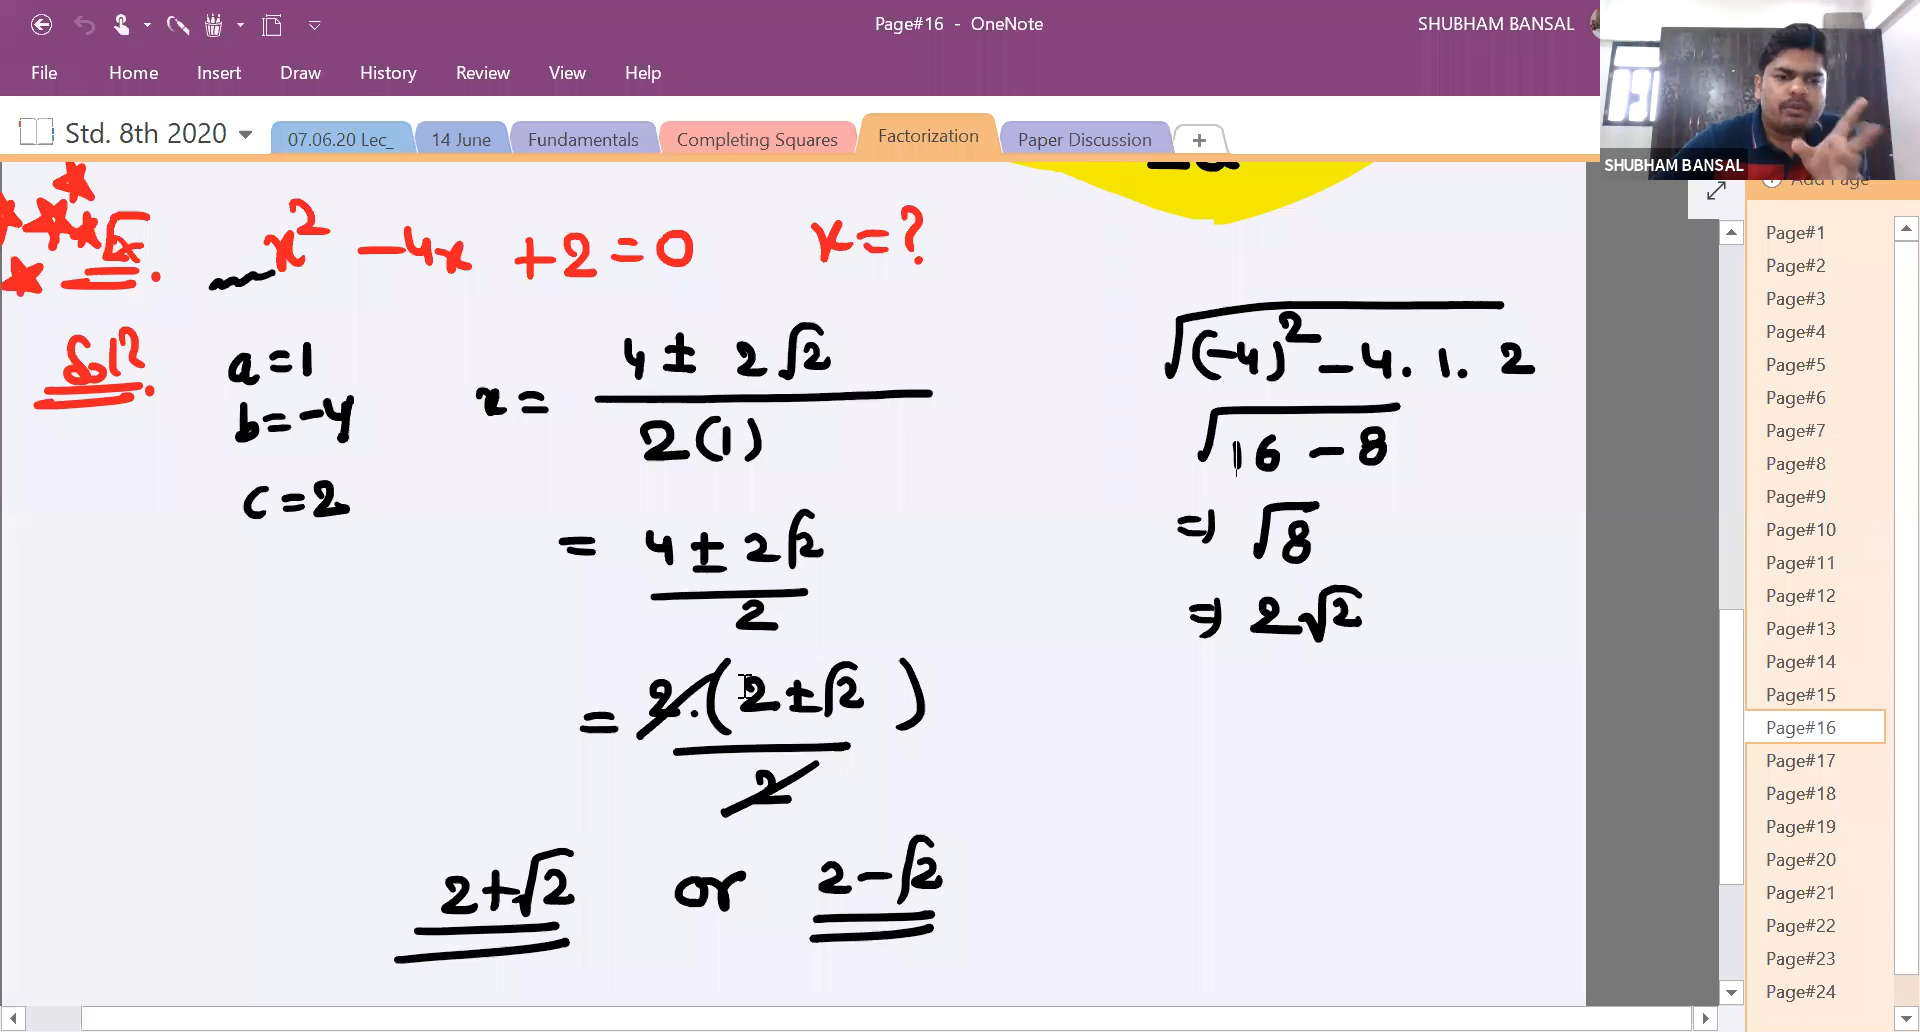 Page#16 - OneNote
SHUBHAM BANSAL
File Home Insert Draw History Review View Help
Std. 8th 2020
07.06.20 Lec_
14 June
Fundamentals
Completing Squares
Factorization
Paper Discussion
+
SHUBHAM BANSAL
Add Page
Ex.
x² - 4x + 2 = 0    x = ?
Solⁿ.
a = 1
b = -4
c = 2
x = (4 ± 2√2) / 2(1)
= (4 ± 2√2) / 2
= 2.(2 ± √2) / 2
2+√2 or 2-√2
√((-4)² - 4. 1. 2)
√(16 - 8)
⇒ √8
⇒ 2√2
Page#1
Page#2
Page#3
Page#4
Page#5
Page#6
Page#7
Page#8
Page#9
Page#10
Page#11
Page#12
Page#13
Page#14
Page#15
Page#16
Page#17
Page#18
Page#19
Page#20
Page#21
Page#22
Page#23
Page#24